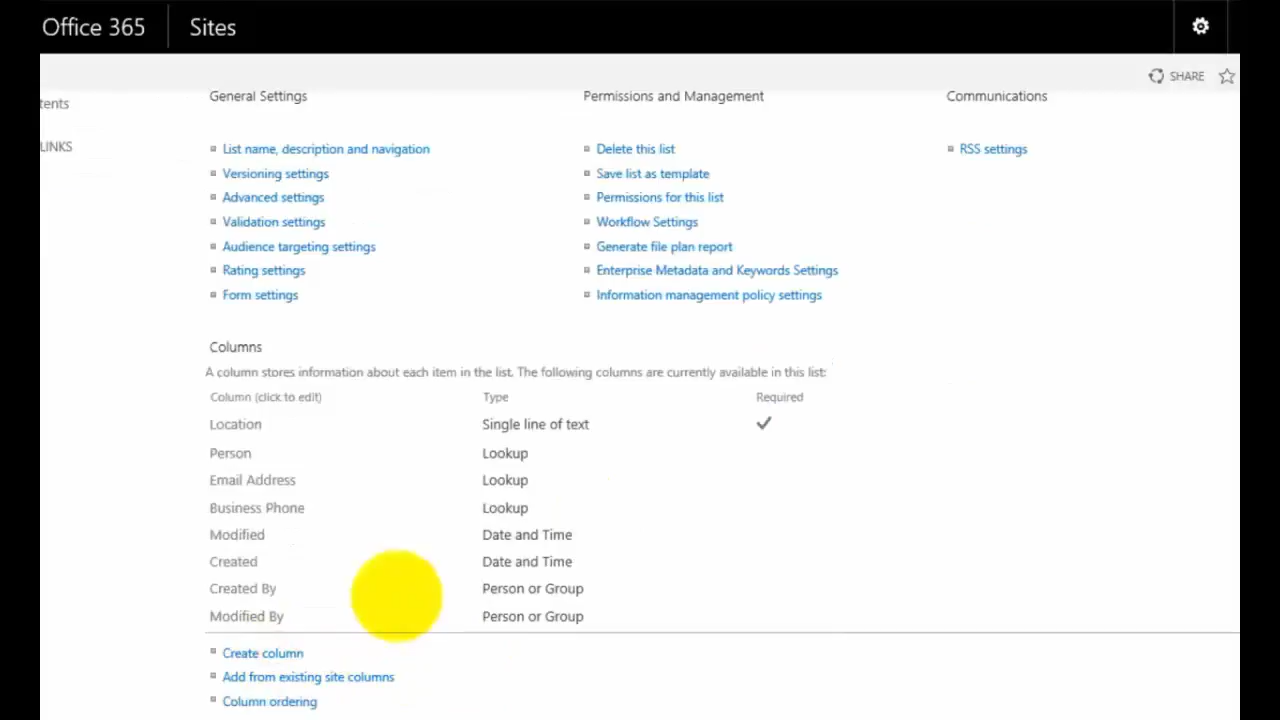 Office 365 Sites
SHARE
tents
LINKS
General Settings
List name, description and navigation
Versioning settings
Advanced settings
Validation settings
Audience targeting settings
Rating settings
Form settings
Permissions and Management
Delete this list
Save list as template
Permissions for this list
Workflow Settings
Generate file plan report
Enterprise Metadata and Keywords Settings
Information management policy settings
Communications
RSS settings
Columns
A column stores information about each item in the list. The following columns are currently available in this list:
Column (click to edit) Type Required
Location Single line of text
Person Lookup
Email Address Lookup
Business Phone Lookup
Modified Date and Time
Created Date and Time
Created By Person or Group
Modified By Person or Group
Create column
Add from existing site columns
Column ordering